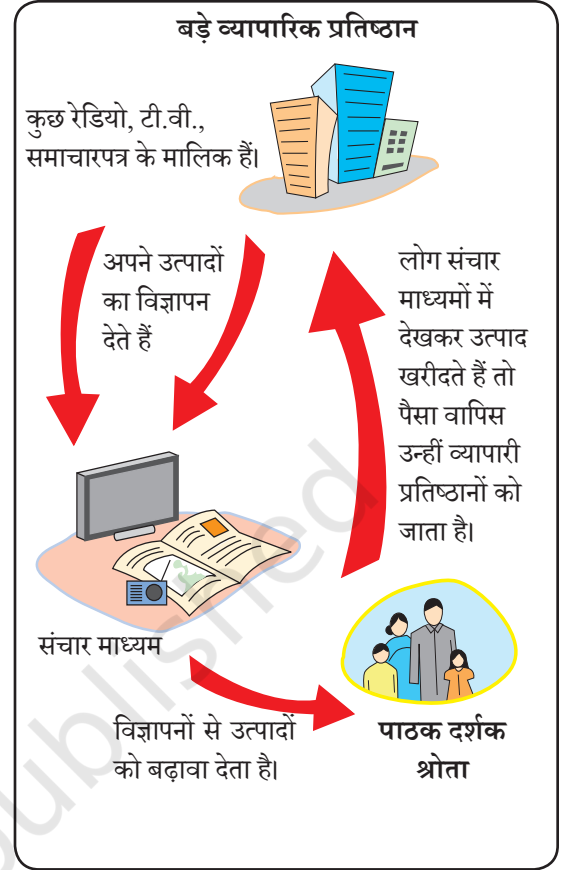 बड़े व्यापारिक प्रतिष्ठान
कुछ रेडियो, टी.वी.,
समाचारपत्र के मालिक हैं।
अपने उत्पादों
का विज्ञापन
देते हैं
लोग संचार
माध्यमों में
देखकर उत्पाद
खरीदते हैं तो
पैसा वापिस
उन्हीं व्यापारी
प्रतिष्ठानों को
जाता है।
संचार माध्यम
विज्ञापनों से उत्पादों
को बढ़ावा देता है।
पाठक दर्शक
श्रोता
published